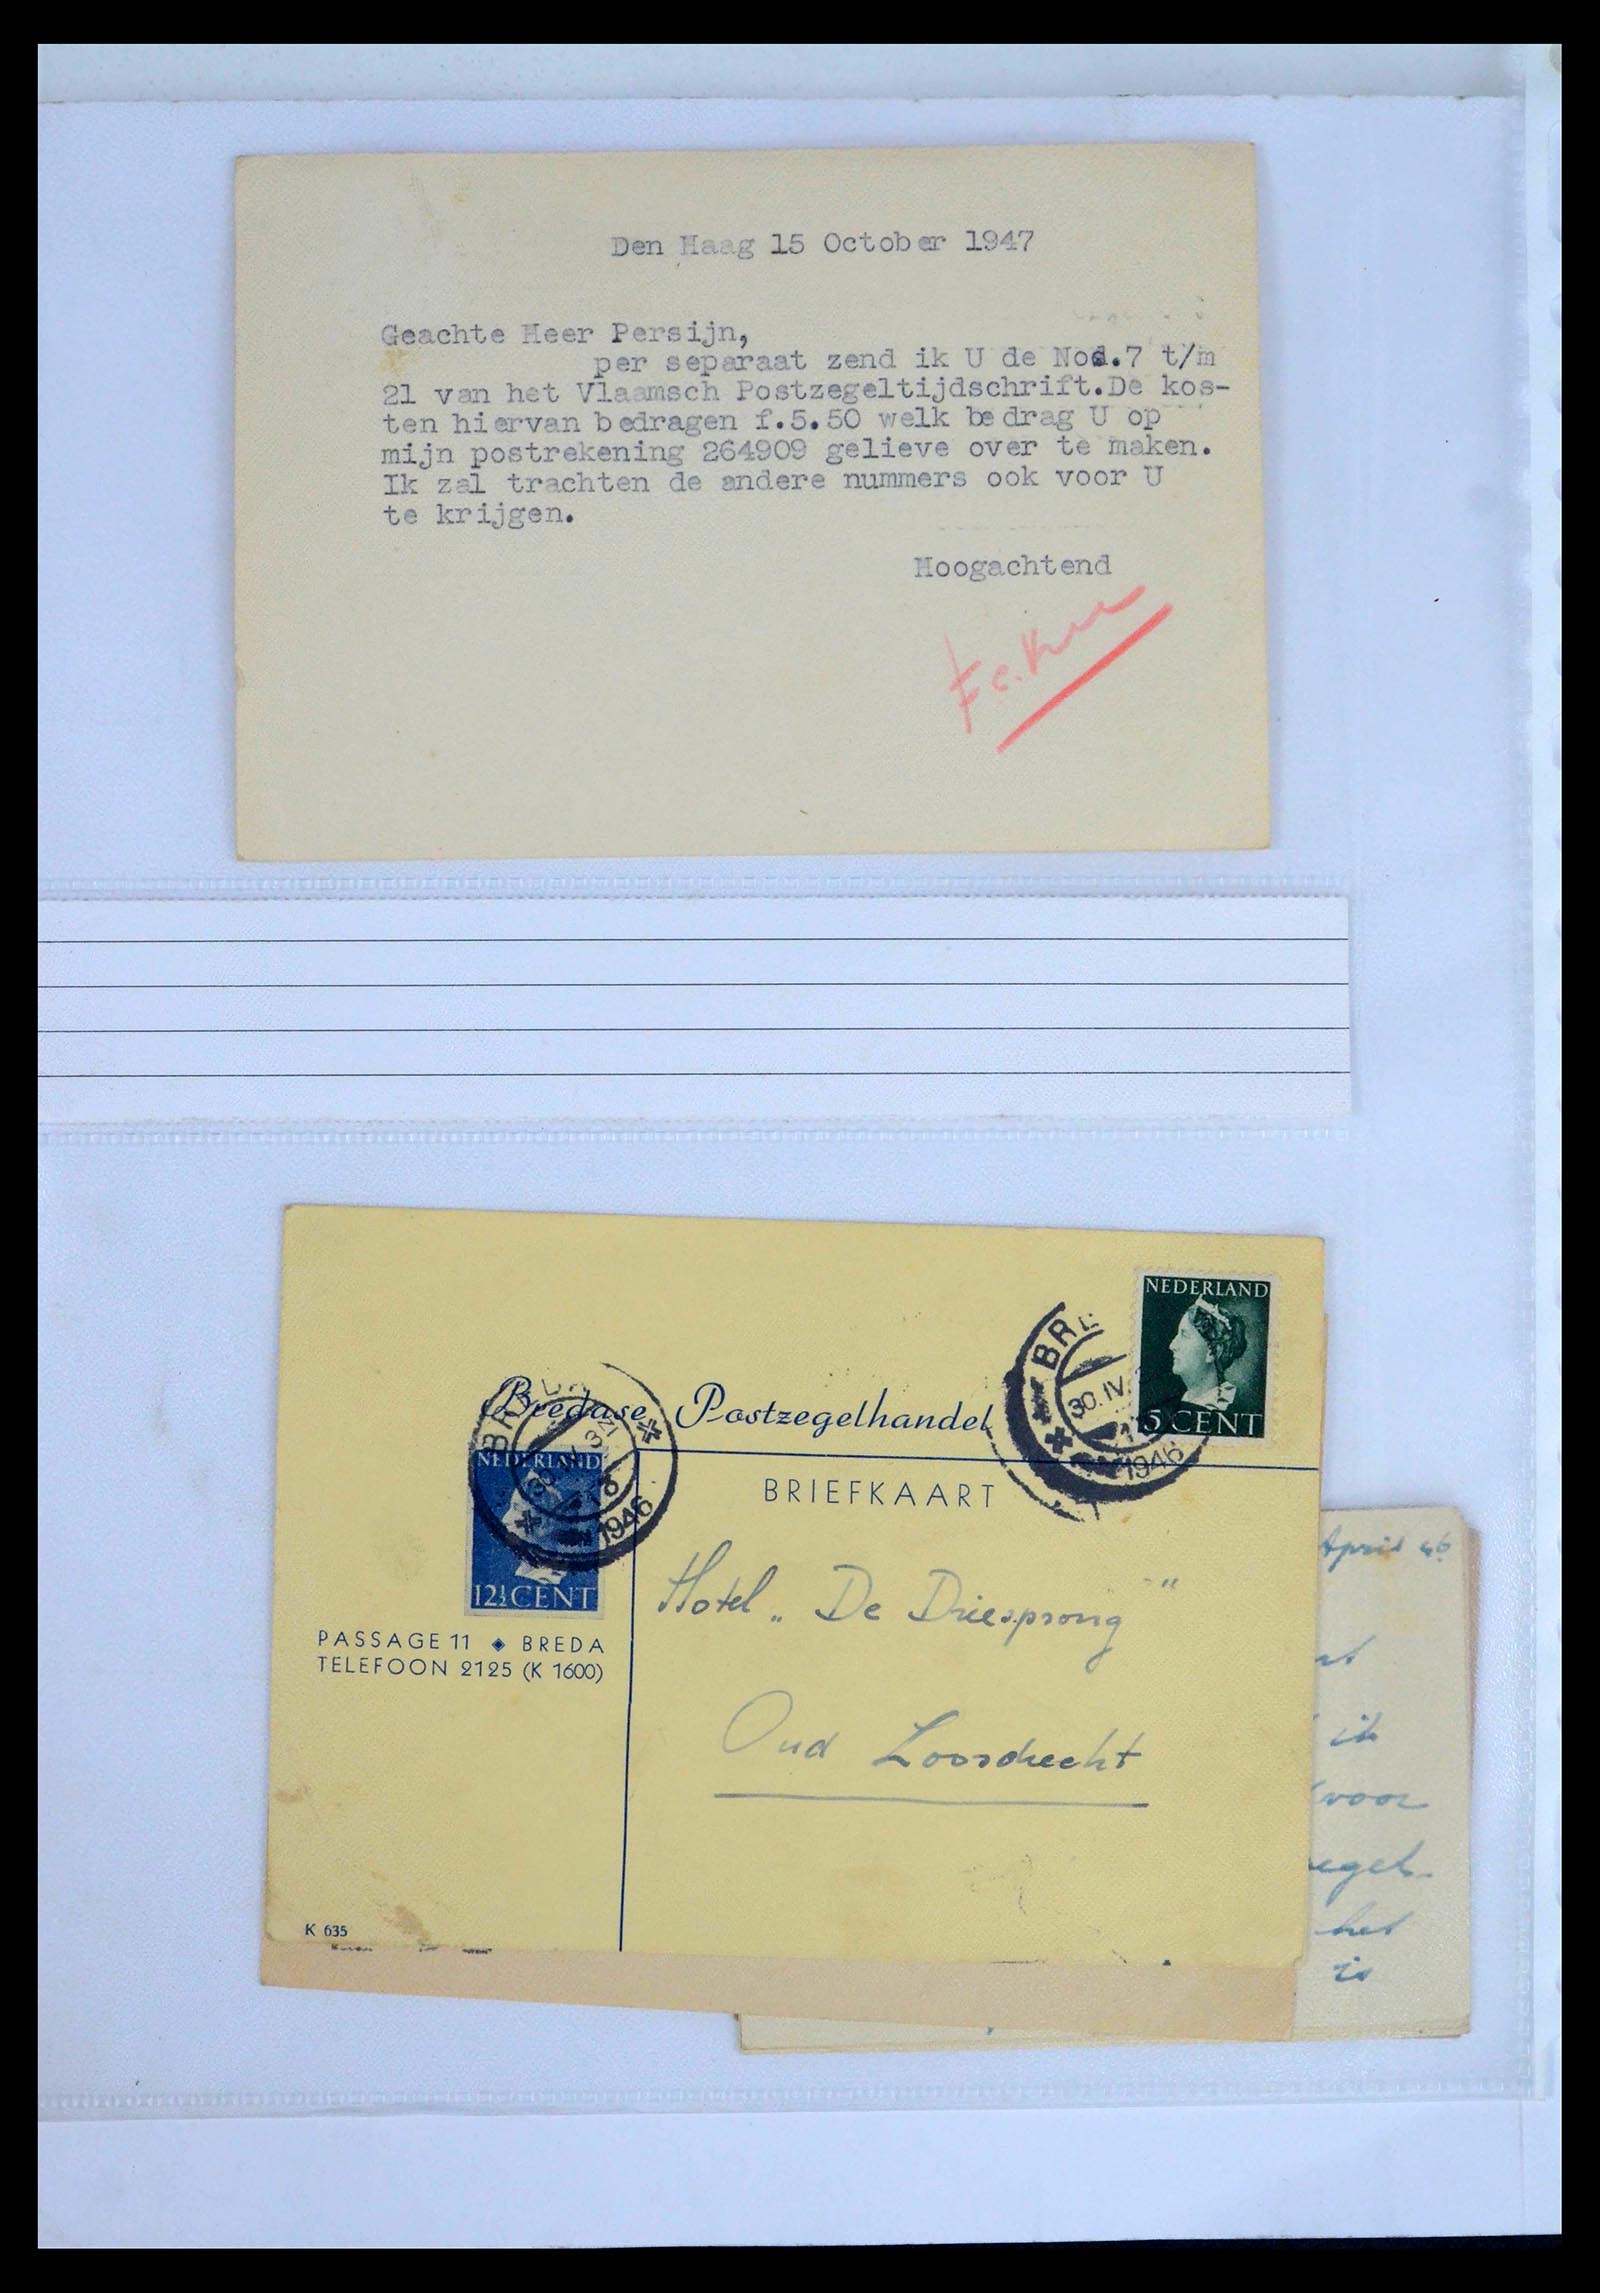 Den Haag 15 October 1947
Geachte Heer Persijn,
per separaat zend ik U de Nos.7 t/m
21 van het Vlaamsch Postzegeltijdschrift.De kos-
ten hiervan bedragen f.5.50 welk bedrag U op
mijn postrekening 264909 gelieve over te maken.
Ik zal trachten de andere nummers ook voor U
te krijgen.
Hoogachtend
NEDERLAND
5 CENT
BRE
30.IV
1946
Bredase Postzegelhandel
BREDA
1946
NEDERLAND
12½ CENT
BRIEFKAART
Hotel „De Driesprong"
Oud Loosdrecht
PASSAGE 11 ◆ BREDA
TELEFOON 2125 (K 1600)
K 635
April 46
ik
voor
het
is